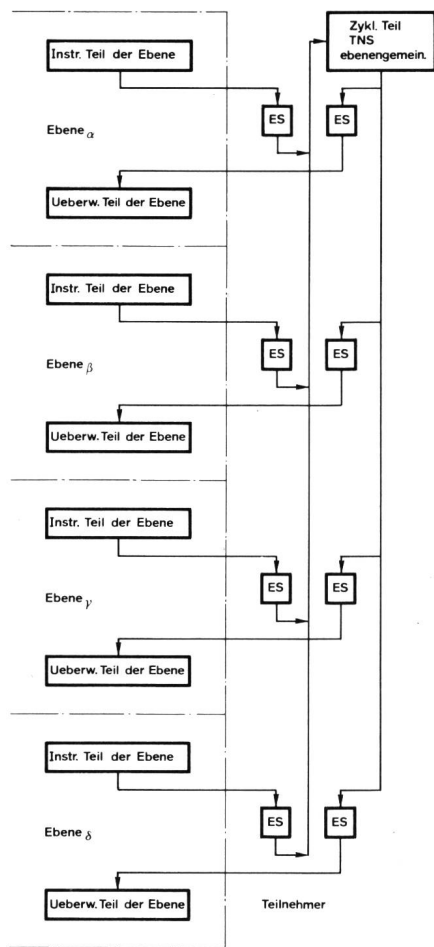 Zykl. Teil
TNS
ebenengemein.
Instr. Teil der Ebene
ES
ES
Ebene α
Ueberw. Teil der Ebene
Instr. Teil der Ebene
ES
ES
Ebene β
Ueberw. Teil der Ebene
Instr. Teil der Ebene
ES
ES
Ebene γ
Ueberw. Teil der Ebene
Instr. Teil der Ebene
ES
ES
Ebene δ
Ueberw. Teil der Ebene
Teilnehmer